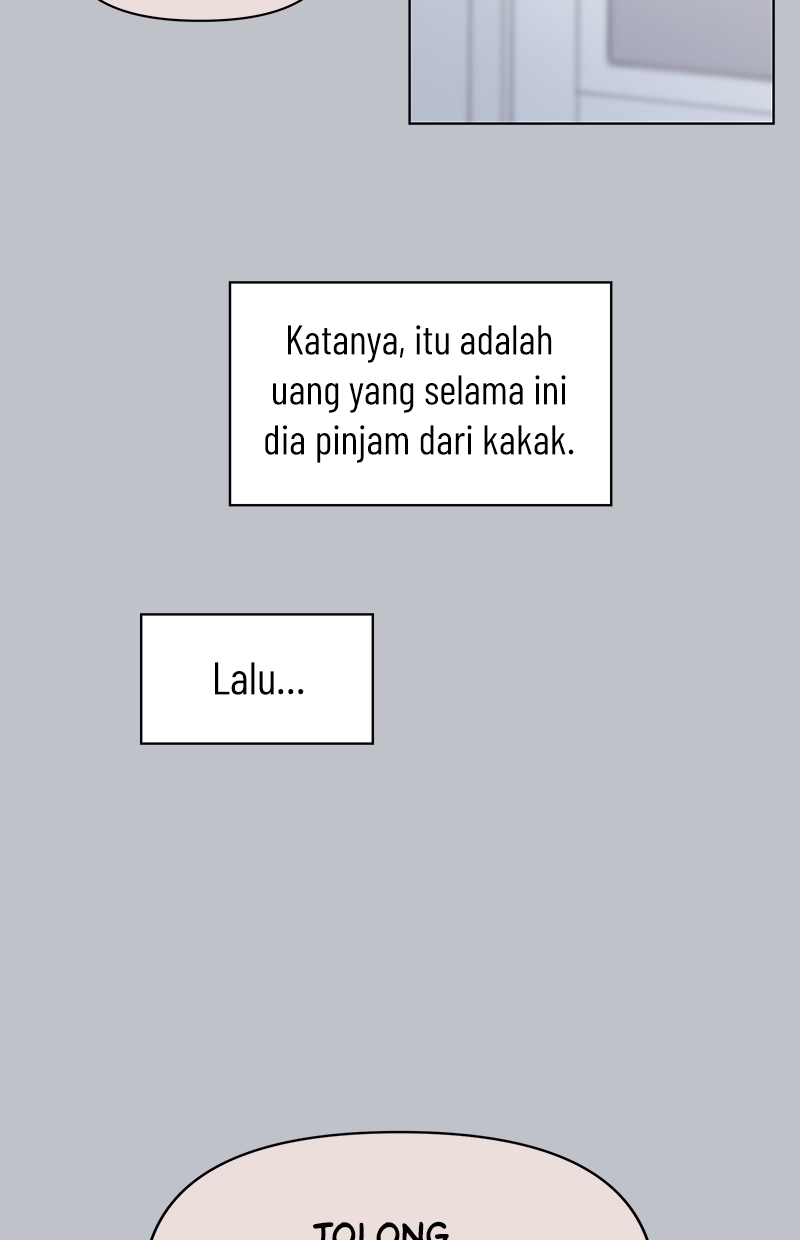 Katanya, itu adalah
uang yang selama ini
dia pinjam dari kakak.
Lalu...
TOLONG